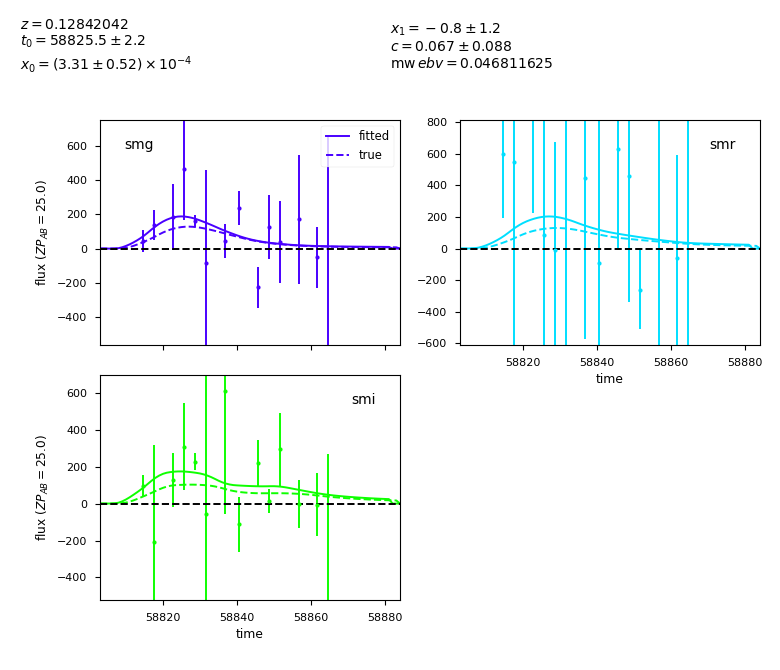 z = 0.12842042
t₀ = 58825.5 ± 2.2
x₀ = (3.31 ± 0.52) × 10⁻⁴
x₁ = −0.8 ± 1.2
c = 0.067 ± 0.088
mw ebv = 0.046811625
smg
fitted
true
600
400
200
0
−200
−400
flux (ZP_AB = 25.0)
smr
800
600
400
200
0
−200
−400
−600
58820 58840 58860 58880
time
smi
600
400
200
0
−200
−400
flux (ZP_AB = 25.0)
58820 58840 58860 58880
time